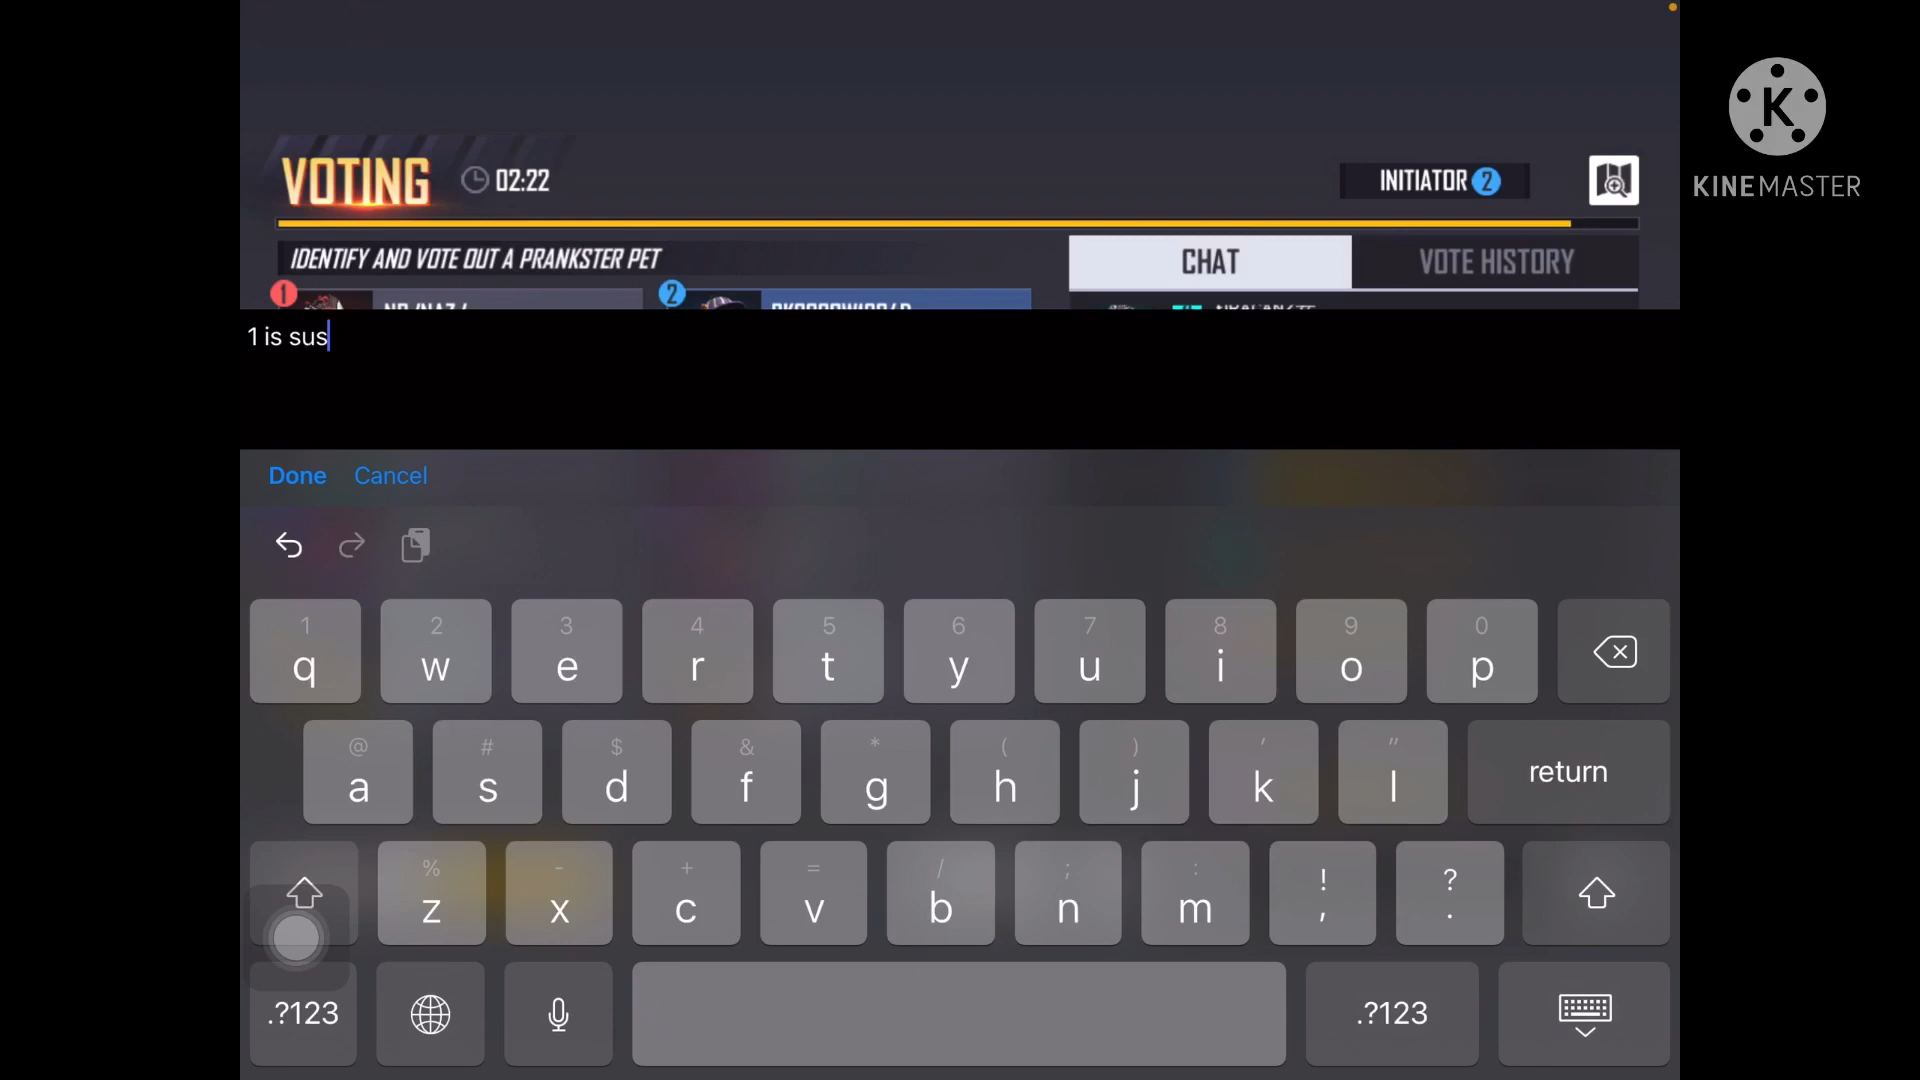 VOTING 02:22 INITIATOR 2
K
KINEMASTER
IDENTIFY AND VOTE OUT A PRANKSTER PET
CHAT VOTE HISTORY
1 2
1 is sus
Done Cancel
1 2 3 4 5 6 7 8 9 0
q w e r t y u i o p
@ # $ & * ( ) ' "
a s d f g h j k l return
% - + = / ; : ! ?
z x c v b n m , .
.?123 .?123